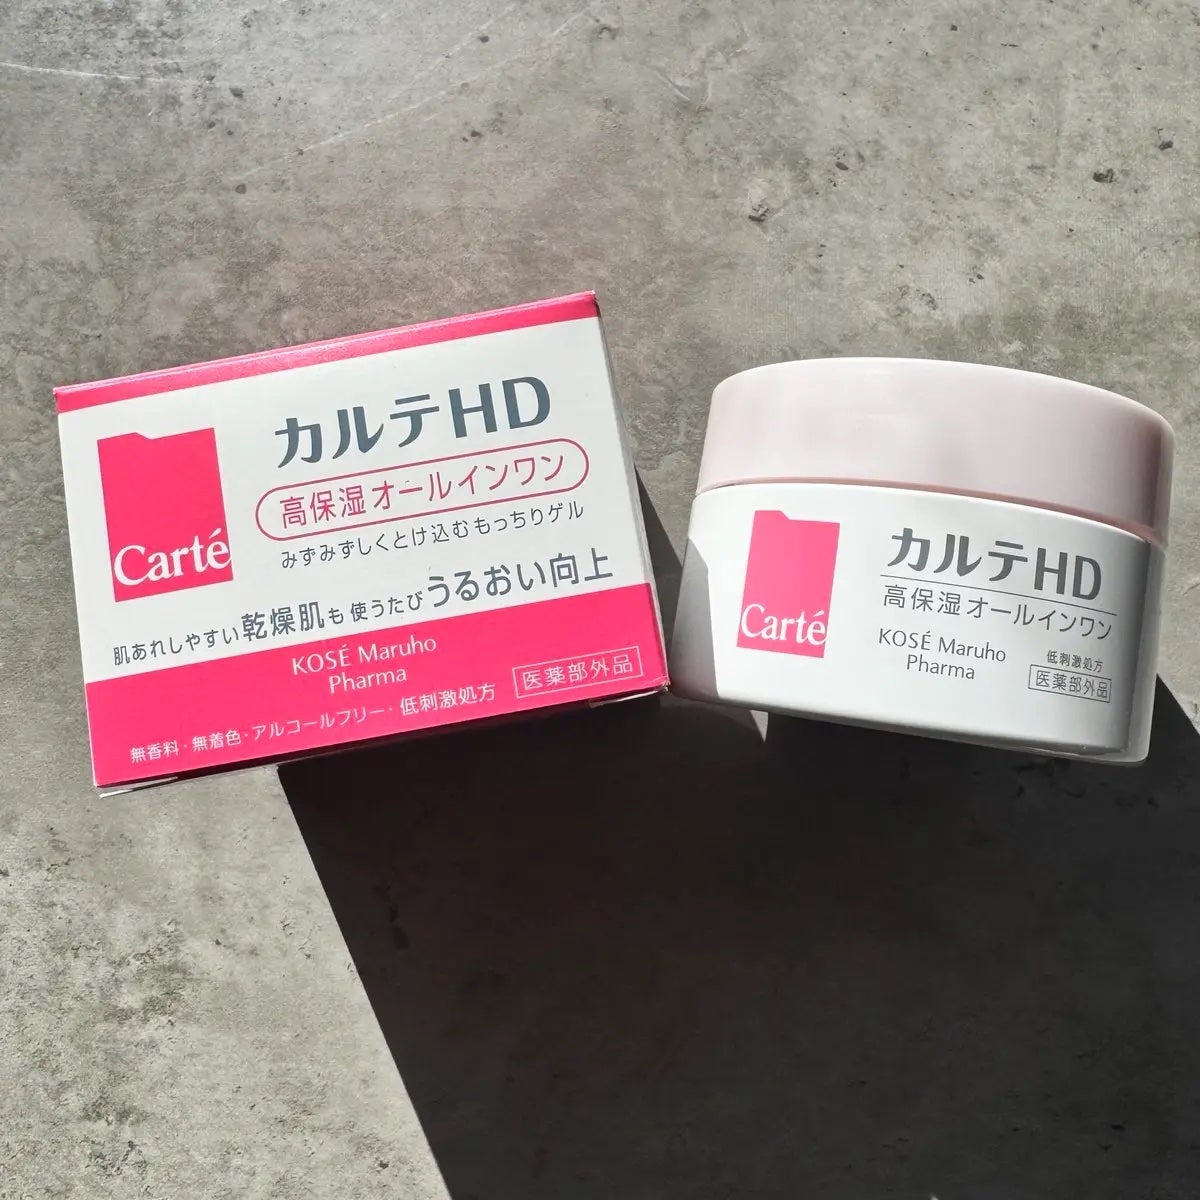 カルテHD
高保湿オールインワン
みずみずしくとけ込むもっちりゲル
Carté
肌あれしやすい乾燥肌も使うたびうるおい向上
KOSÉ Maruho
Pharma
医薬部外品
無香料・無着色・アルコールフリー・低刺激処方
カルテHD
高保湿オールインワン
Carté
KOSÉ Maruho
Pharma
低刺激処方
医薬部外品